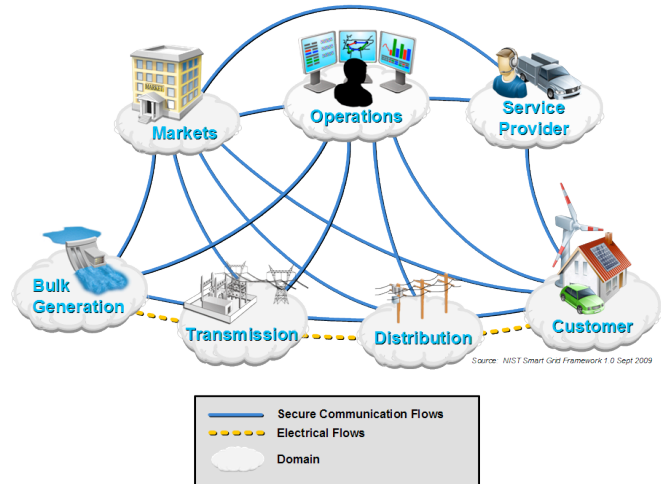 MARKET
Markets
Operations
Service
Provider
Bulk
Generation
Transmission
Distribution
Customer
Source: NIST Smart Grid Framework 1.0 Sept 2009
Secure Communication Flows
Electrical Flows
Domain